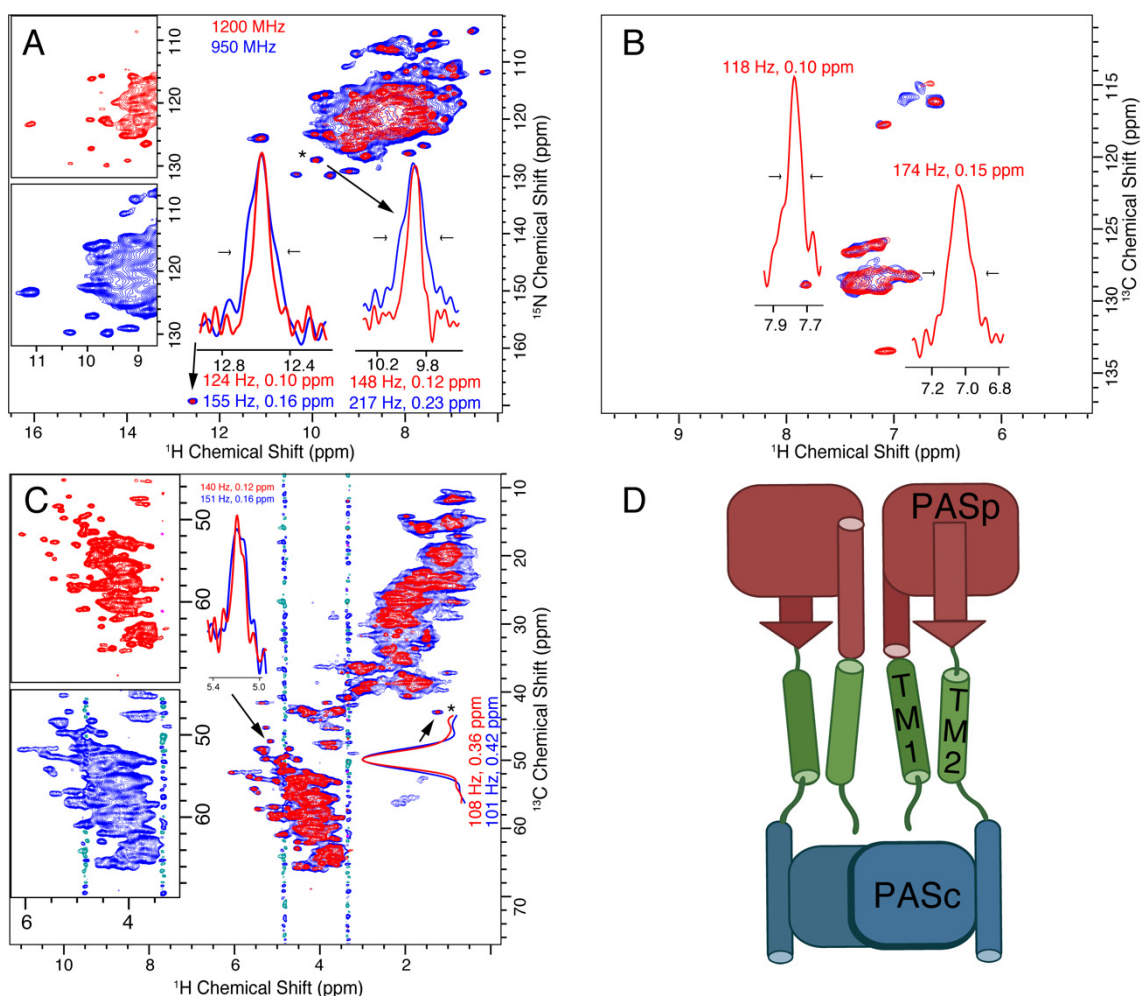 A
1200 MHz
950 MHz
110
120
130
110
120
130
11 10 9
*
12.8 12.4
124 Hz, 0.10 ppm
155 Hz, 0.16 ppm
10.2 9.8
148 Hz, 0.12 ppm
217 Hz, 0.23 ppm
110
120
130
140
150
160
15N Chemical Shift (ppm)
16 14 12 10 8
1H Chemical Shift (ppm)
B
118 Hz, 0.10 ppm
174 Hz, 0.15 ppm
7.9 7.7
7.2 7.0 6.8
115
120
125
130
135
13C Chemical Shift (ppm)
9 8 7 6
1H Chemical Shift (ppm)
C
140 Hz, 0.12 ppm
151 Hz, 0.16 ppm
50
60
50
60
6 4
5.4 5.0
*
108 Hz, 0.36 ppm
101 Hz, 0.42 ppm
10
20
30
40
50
60
70
13C Chemical Shift (ppm)
10 8 6 4 2
1H Chemical Shift (ppm)
D
PASp
TM1
TM2
PASc